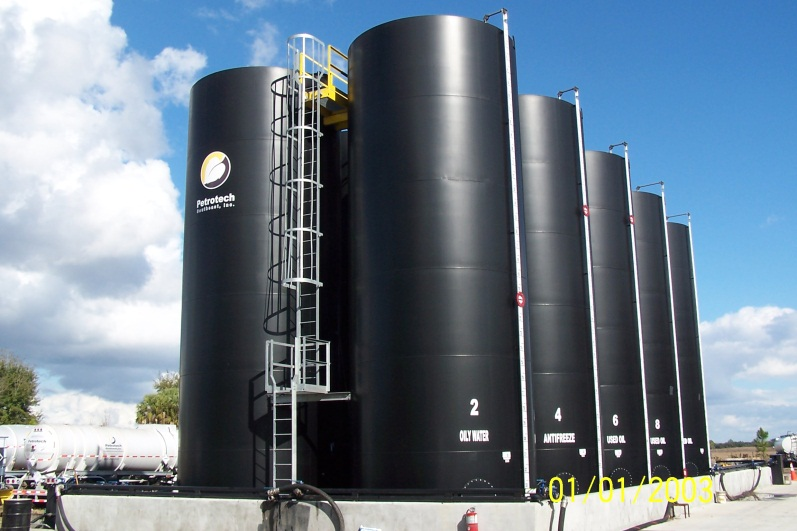 Petrotech
Southeast, Inc.
2
OILY WATER
4
ANTIFREEZE
6
USED OIL
8
USED OIL
01/01/2003